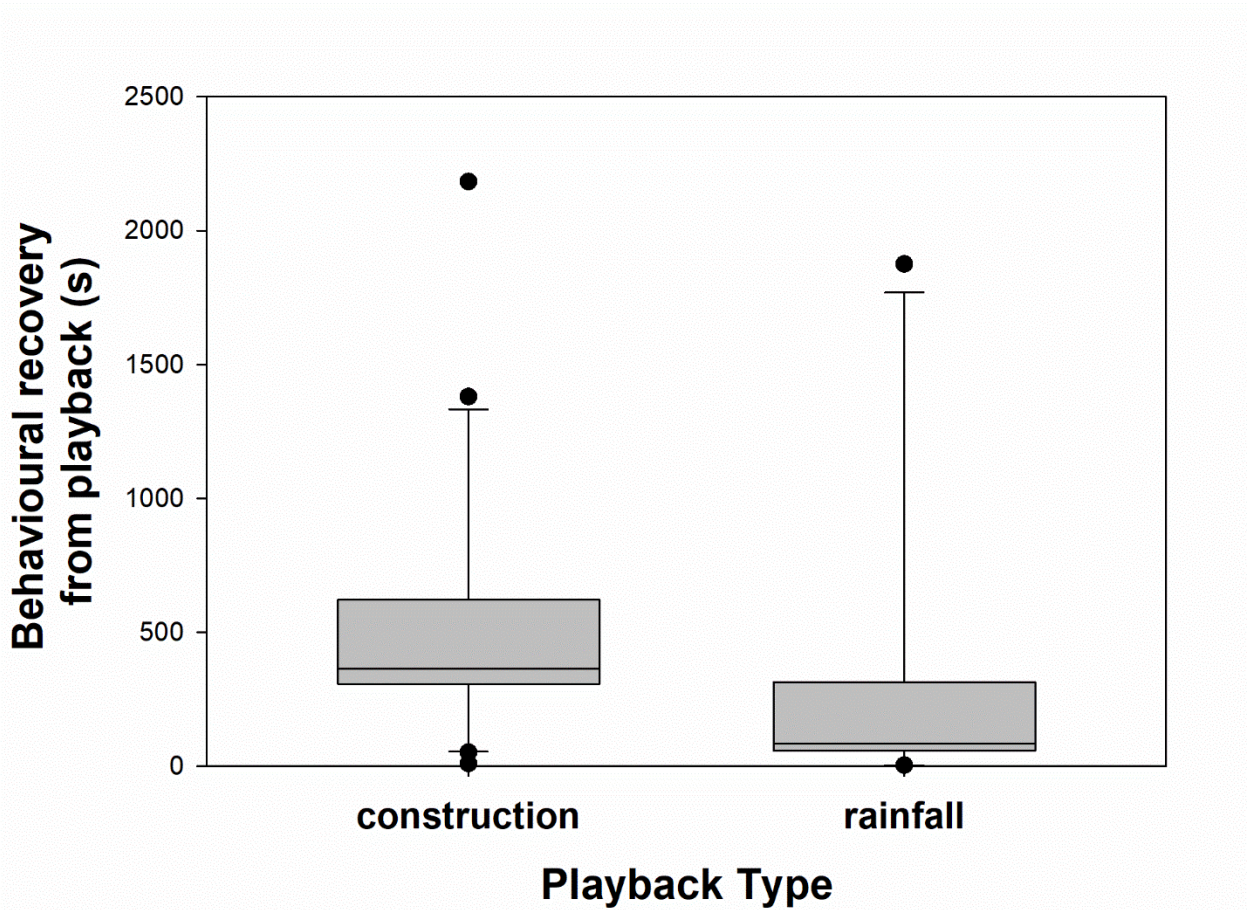 2500
2000
1500
1000
500
0
Behavioural recovery
from playback (s)
construction
rainfall
Playback Type